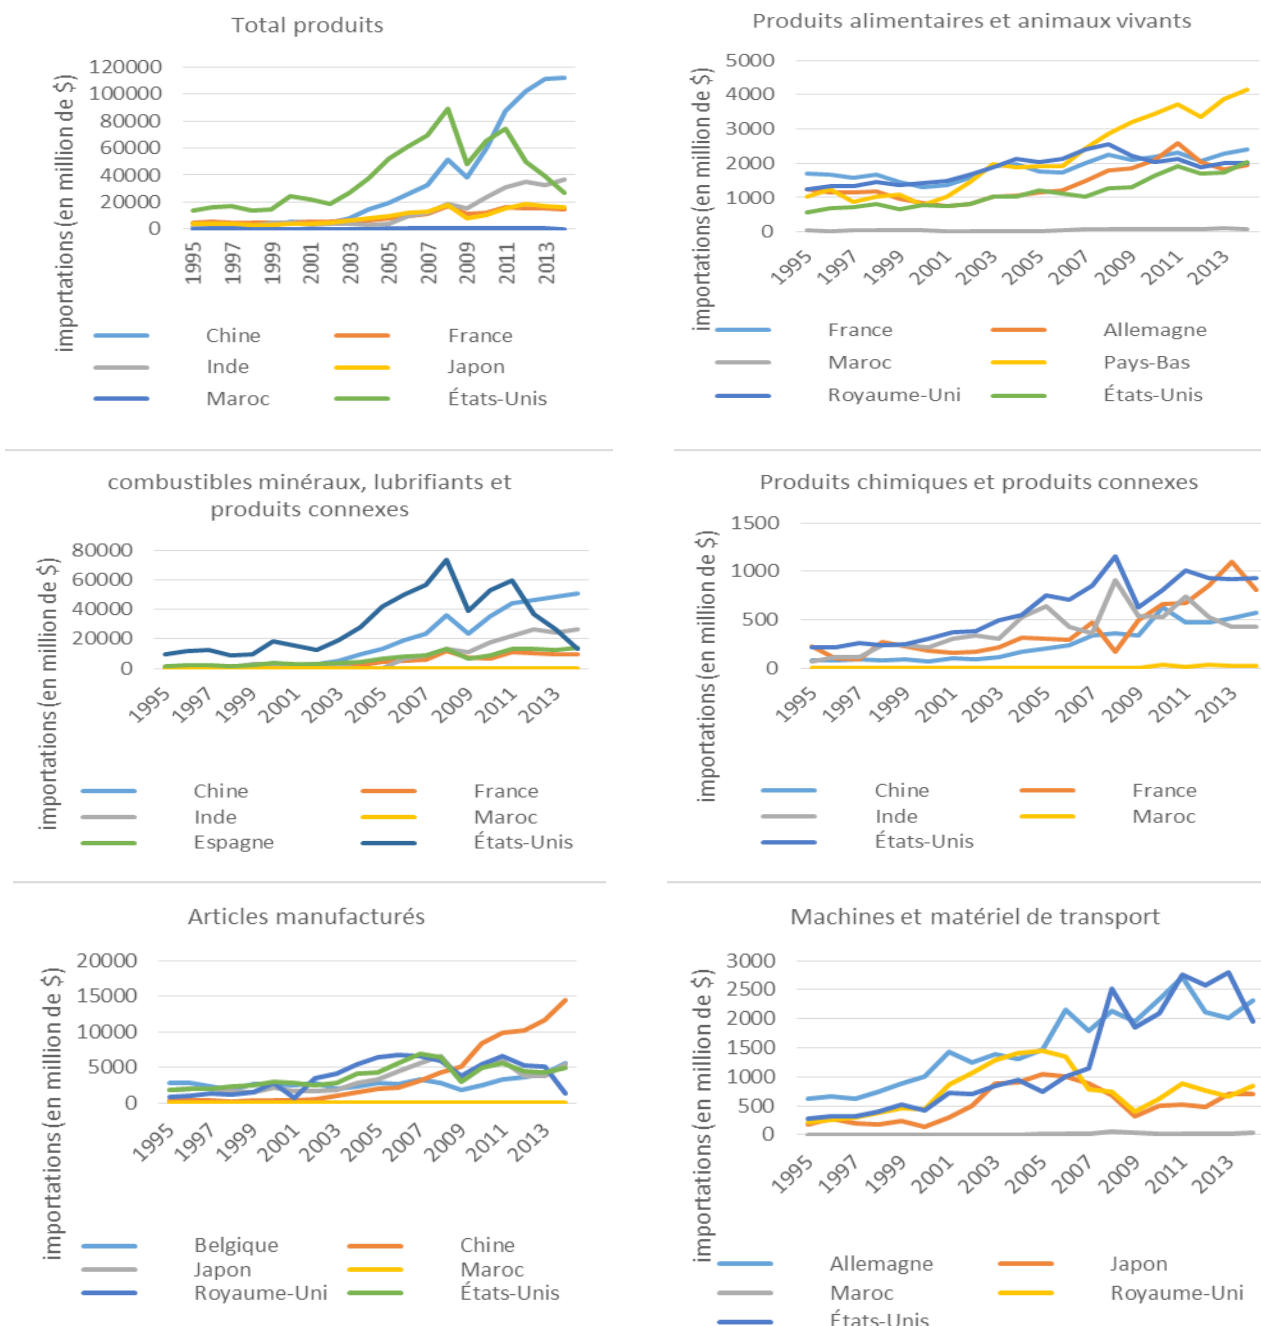 Total produits
importations (en million de $)
120000
100000
80000
60000
40000
20000
0
1995
1997
1999
2001
2003
2005
2007
2009
2011
2013
Chine
France
Inde
Japon
Maroc
États-Unis
Produits alimentaires et animaux vivants
importations (en million de $)
5000
4000
3000
2000
1000
0
1995
1997
1999
2001
2003
2005
2007
2009
2011
2013
France
Allemagne
Maroc
Pays-Bas
Royaume-Uni
États-Unis
combustibles minéraux, lubrifiants et
produits connexes
importations (en million de $)
80000
60000
40000
20000
0
1995
1997
1999
2001
2003
2005
2007
2009
2011
2013
Chine
France
Inde
Maroc
Espagne
États-Unis
Produits chimiques et produits connexes
importations (en million de $)
1500
1000
500
0
1995
1997
1999
2001
2003
2005
2007
2009
2011
2013
Chine
France
Inde
Maroc
États-Unis
Articles manufacturés
importations (en million de $)
20000
15000
10000
5000
0
1995
1997
1999
2001
2003
2005
2007
2009
2011
2013
Belgique
Chine
Japon
Maroc
Royaume-Uni
États-Unis
Machines et matériel de transport
importations (en million de $)
3000
2500
2000
1500
1000
500
0
1995
1997
1999
2001
2003
2005
2007
2009
2011
2013
Allemagne
Japon
Maroc
Royaume-Uni
États-Unis